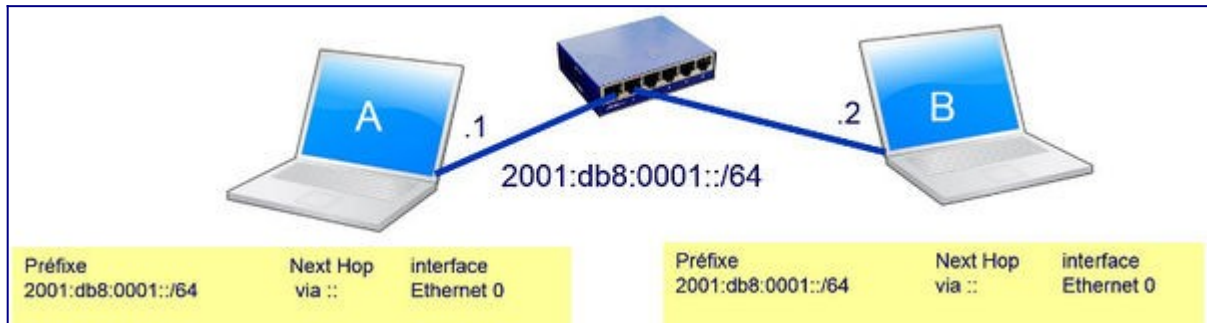 A
B
.1
.2
2001:db8:0001::/64
Préfixe Next Hop interface
2001:db8:0001::/64 via :: Ethernet 0
Préfixe Next Hop interface
2001:db8:0001::/64 via :: Ethernet 0